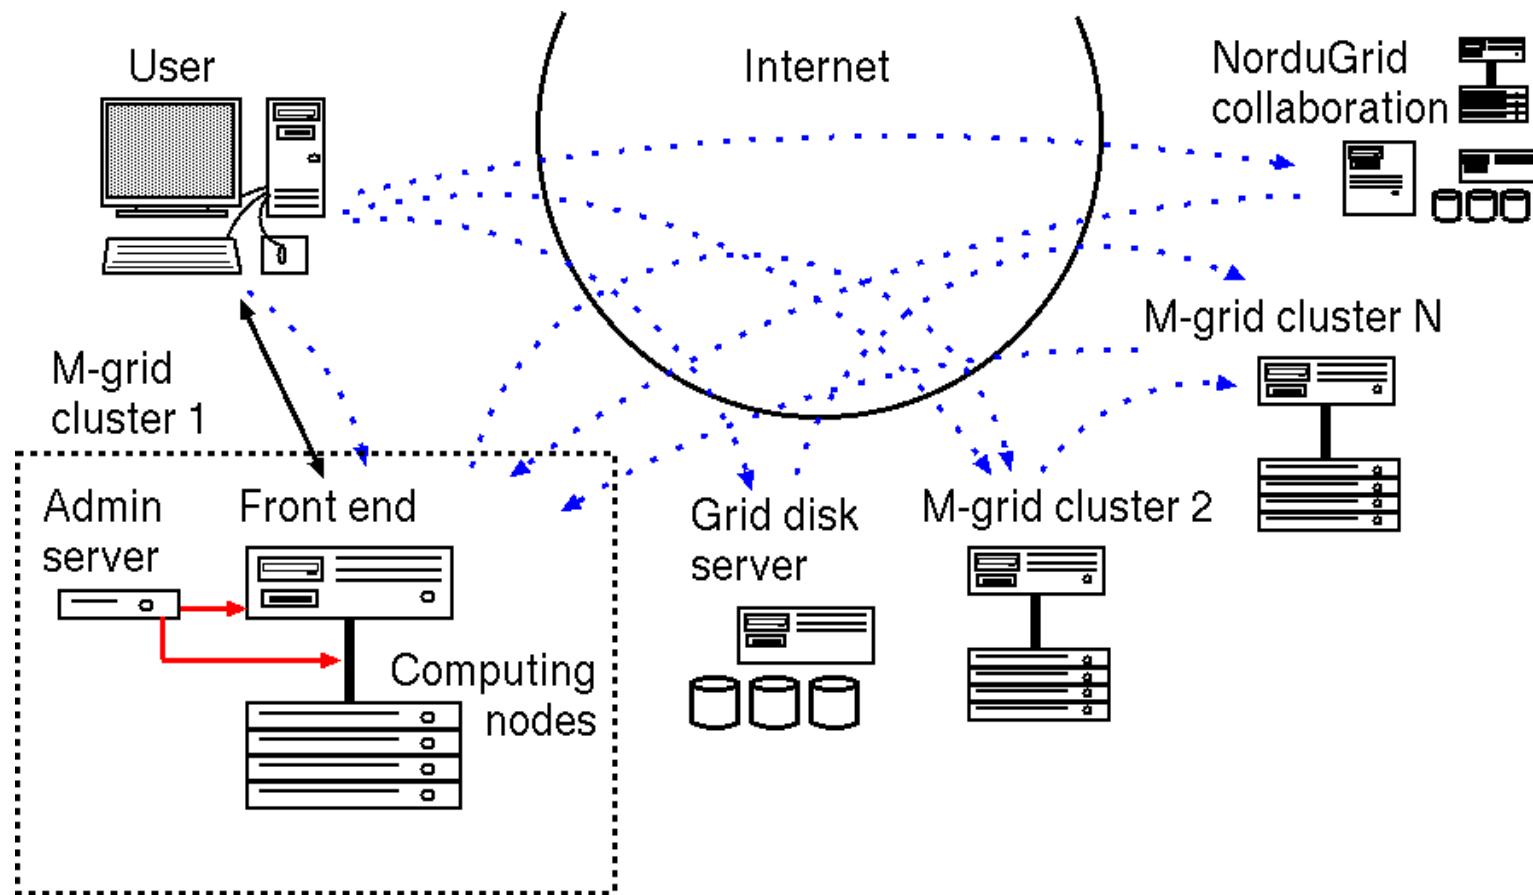 User
Internet
NorduGrid
collaboration
M-grid cluster N
M-grid
cluster 1
Admin
server
Front end
Grid disk
server
M-grid cluster 2
Computing
nodes